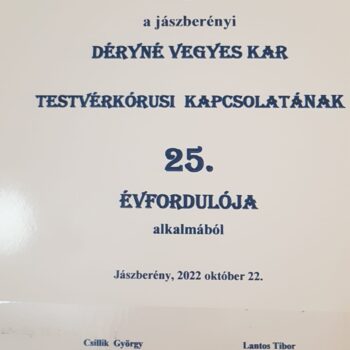 a jászberényi
DÉRYNÉ VEGYES KAR
TESTVÉRKÓRUSI KAPCSOLATÁNAK
25.
ÉVFORDULÓJA
alkalmából
Jászberény, 2022 október 22.
Csillik György
Lantos Tibor